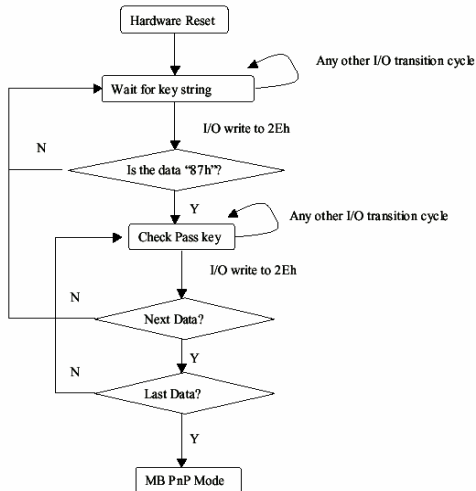 Hardware Reset
Any other I/O transition cycle
Wait for key string
I/O write to 2Eh
N
Is the data “87h”?
Y
Any other I/O transition cycle
Check Pass key
I/O write to 2Eh
N
Next Data?
Y
N
Last Data?
Y
MB PnP Mode